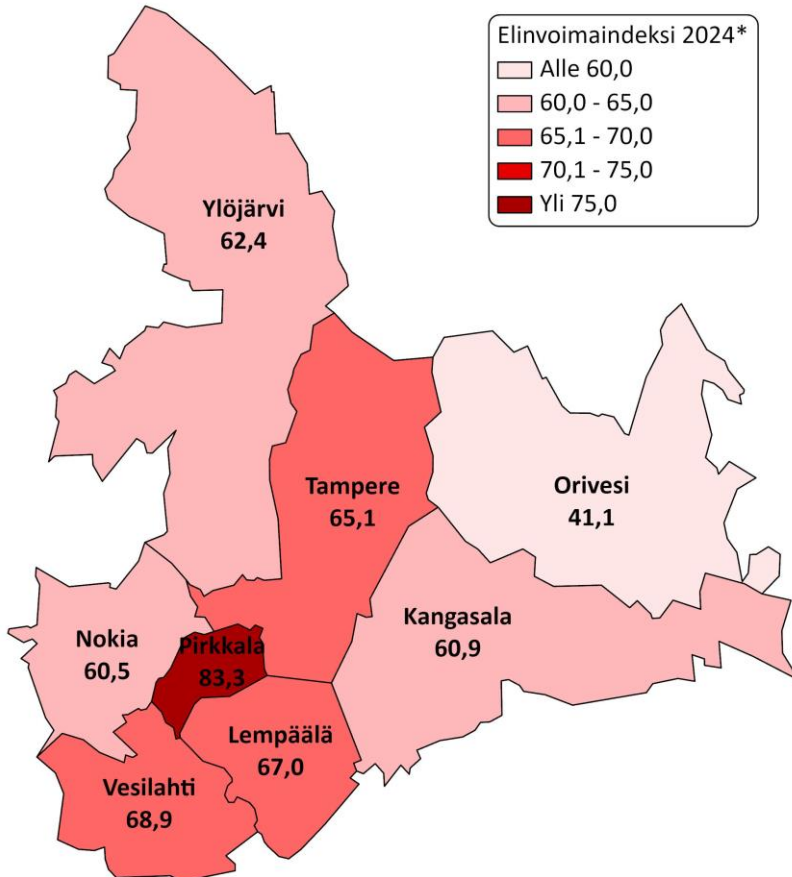 Elinvoimaindeksi 2024*
Alle 60,0
60,0 - 65,0
65,1 - 70,0
70,1 - 75,0
Yli 75,0
Ylöjärvi
62,4
Tampere
65,1
Orivesi
41,1
Nokia
60,5
Pirkkala
83,3
Kangasala
60,9
Lempäälä
67,0
Vesilahti
68,9